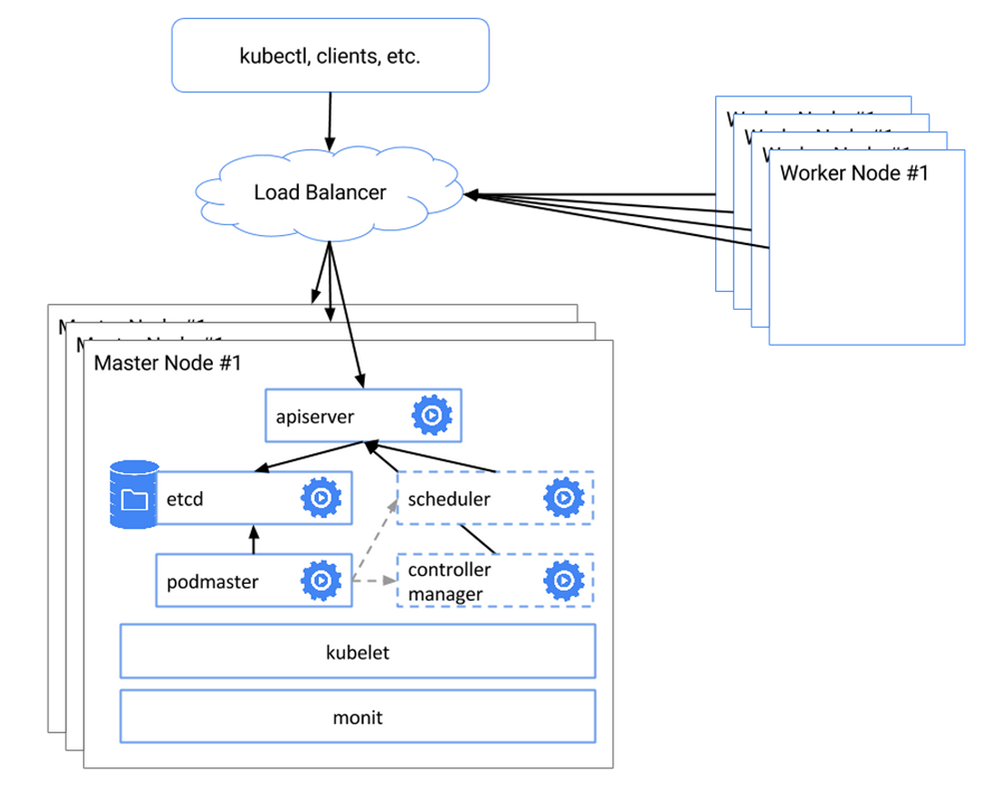 kubectl, clients, etc.
Load Balancer
Worker Node #1
Master Node #1
apiserver
etcd
scheduler
podmaster
controller
manager
kubelet
monit